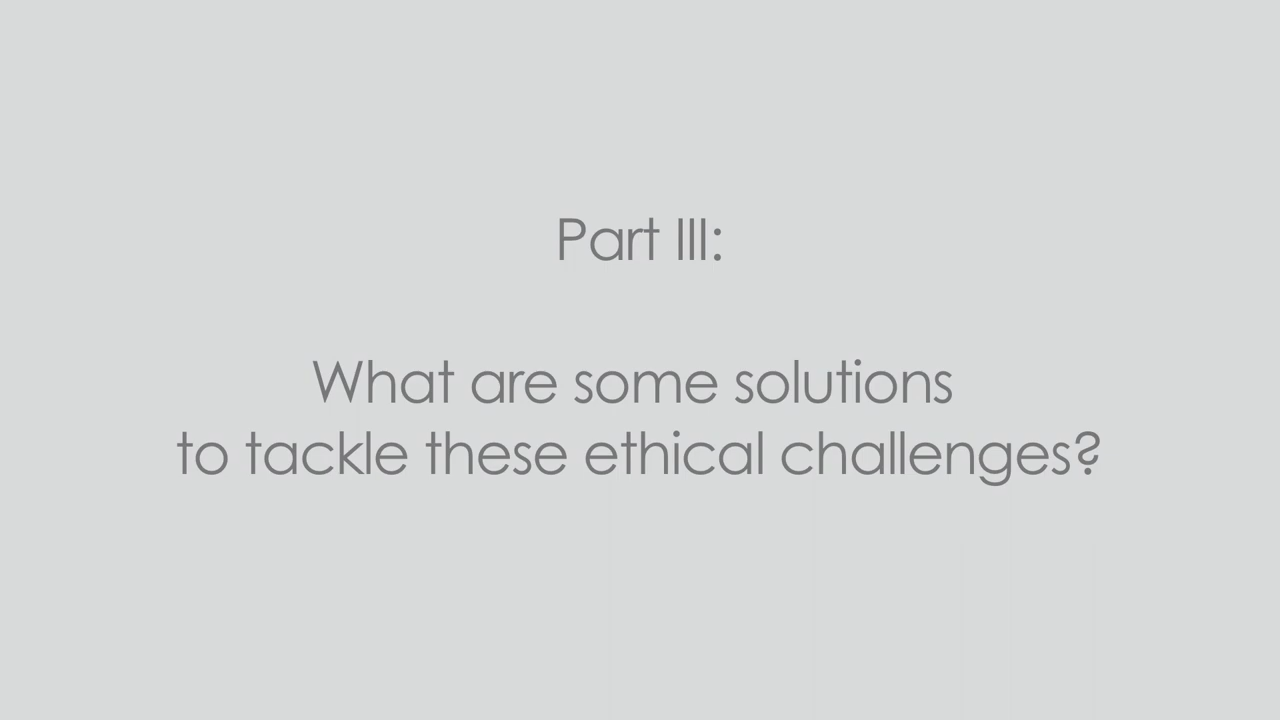 Part III:
What are some solutions
to tackle these ethical challenges?